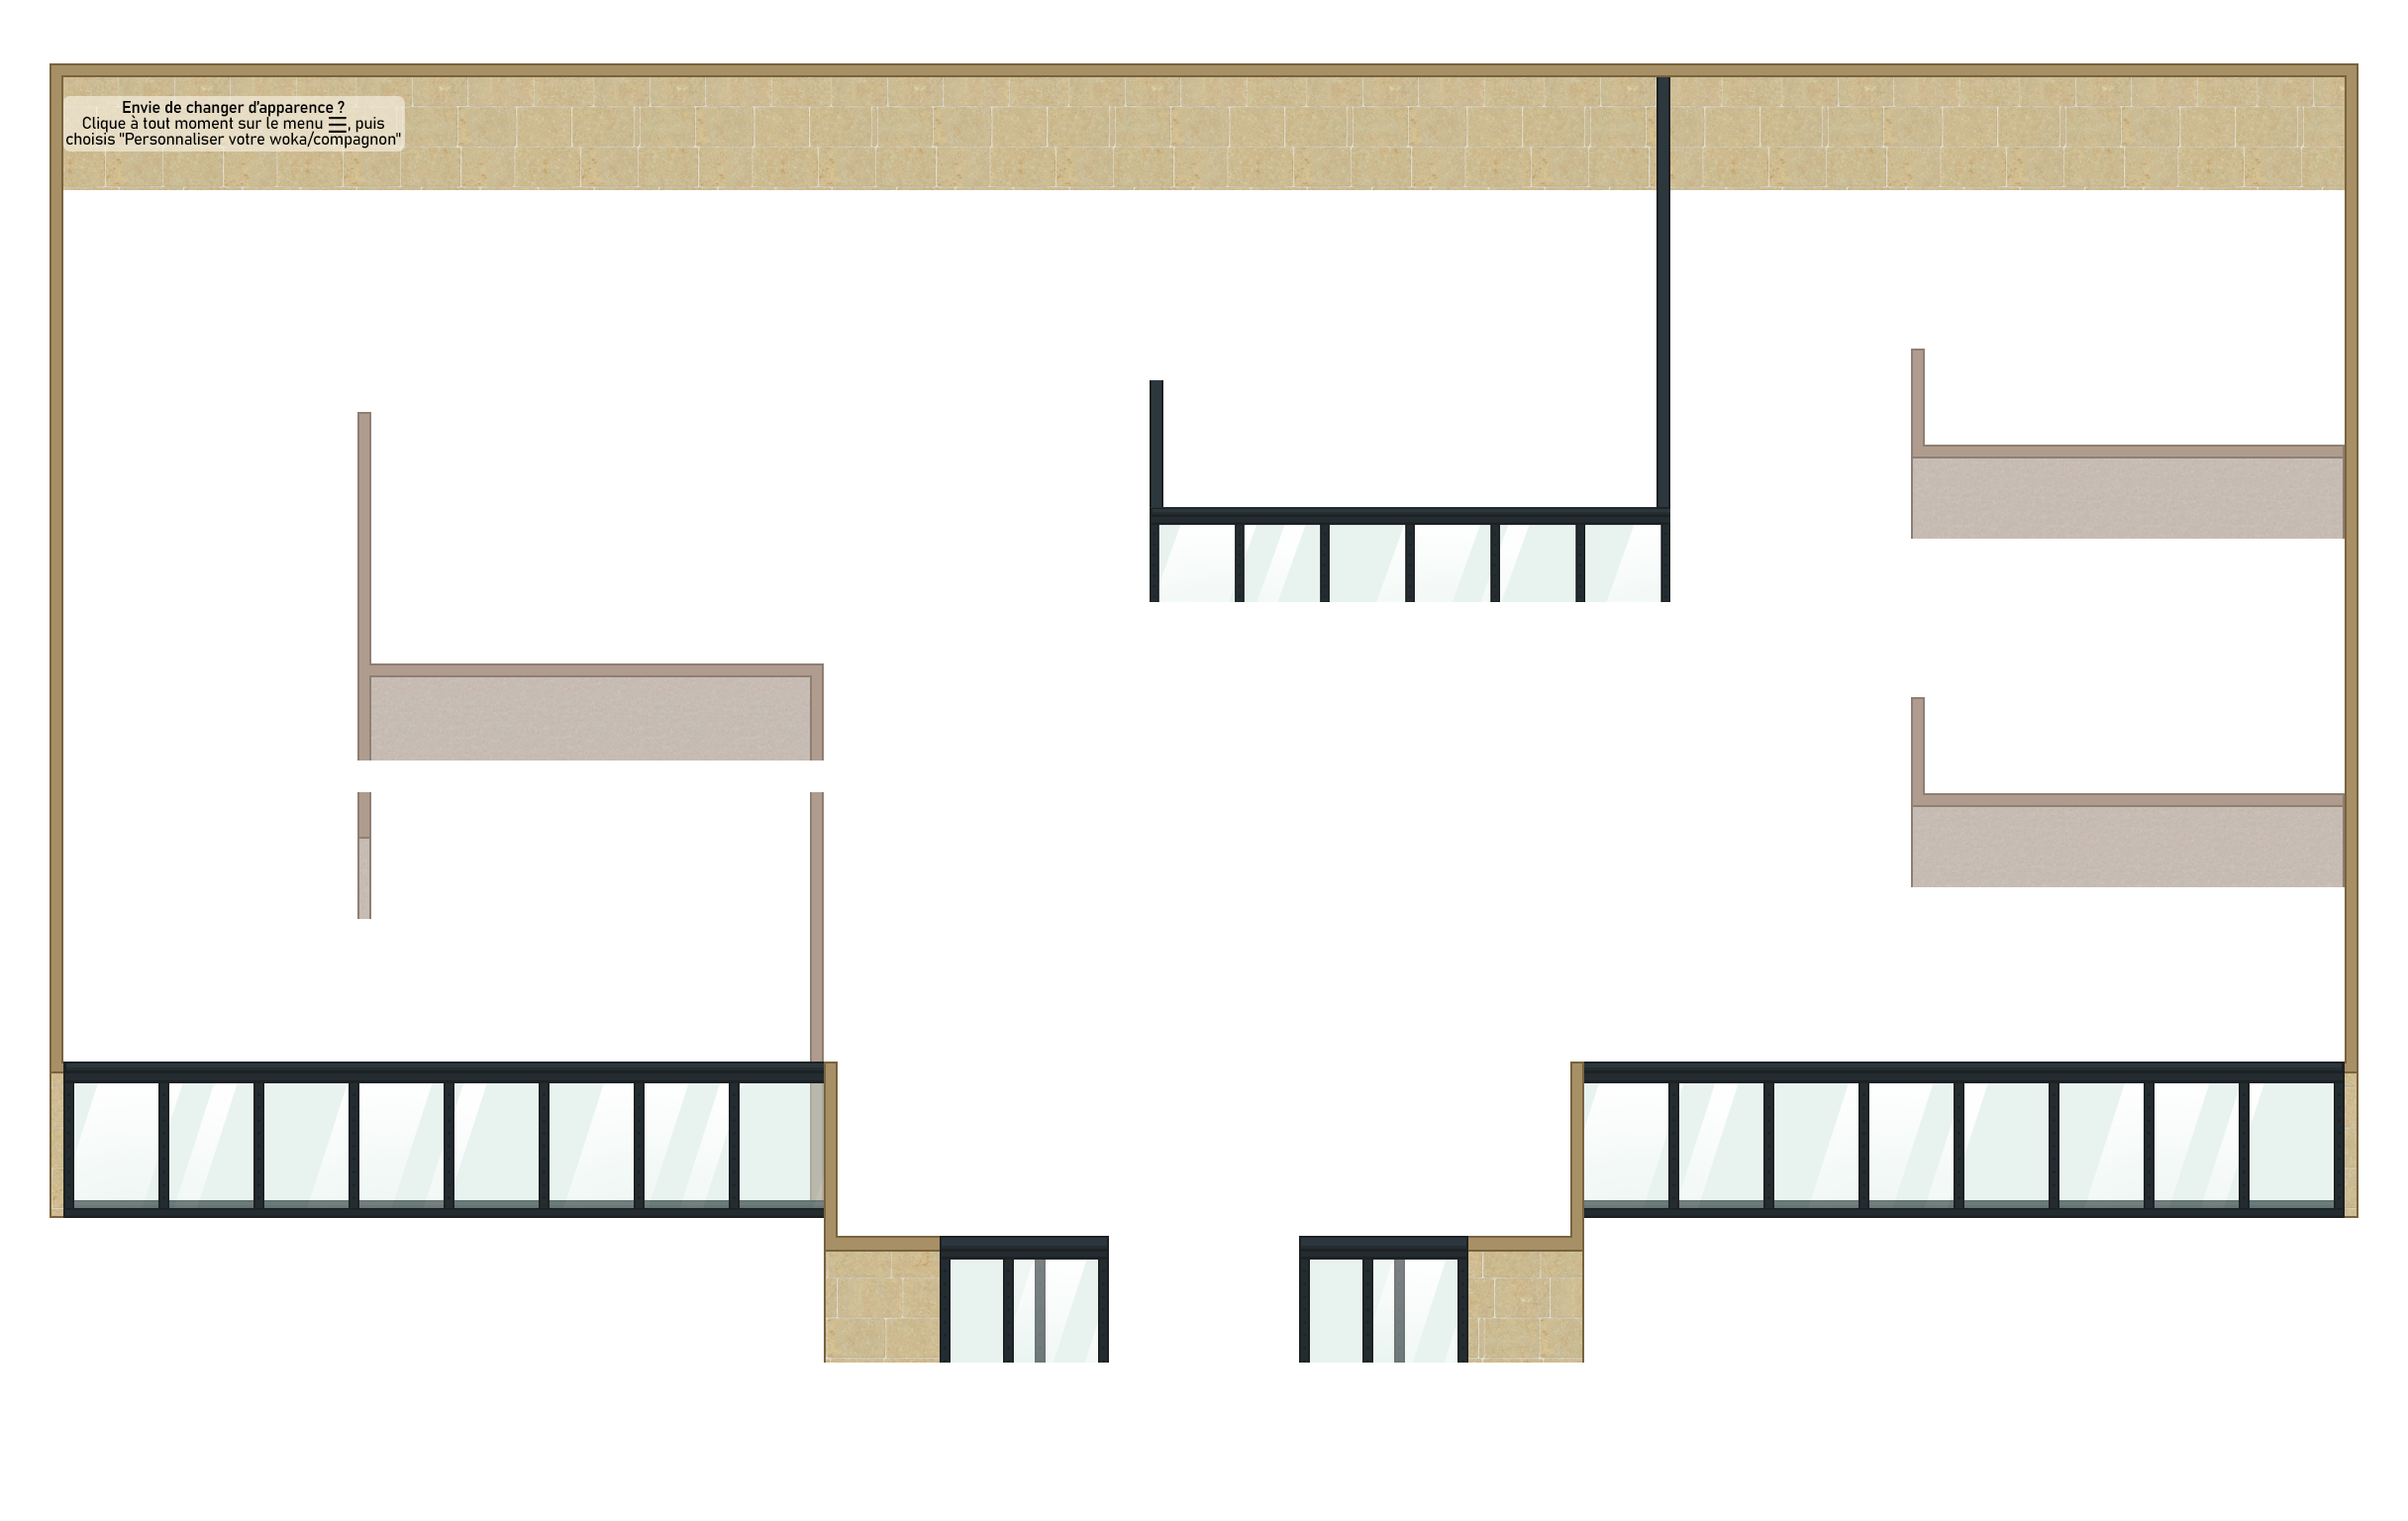 Envie de changer d'apparence ?
Clique à tout moment sur le menu ☰, puis
choisis "Personnaliser votre woka/compagnon"